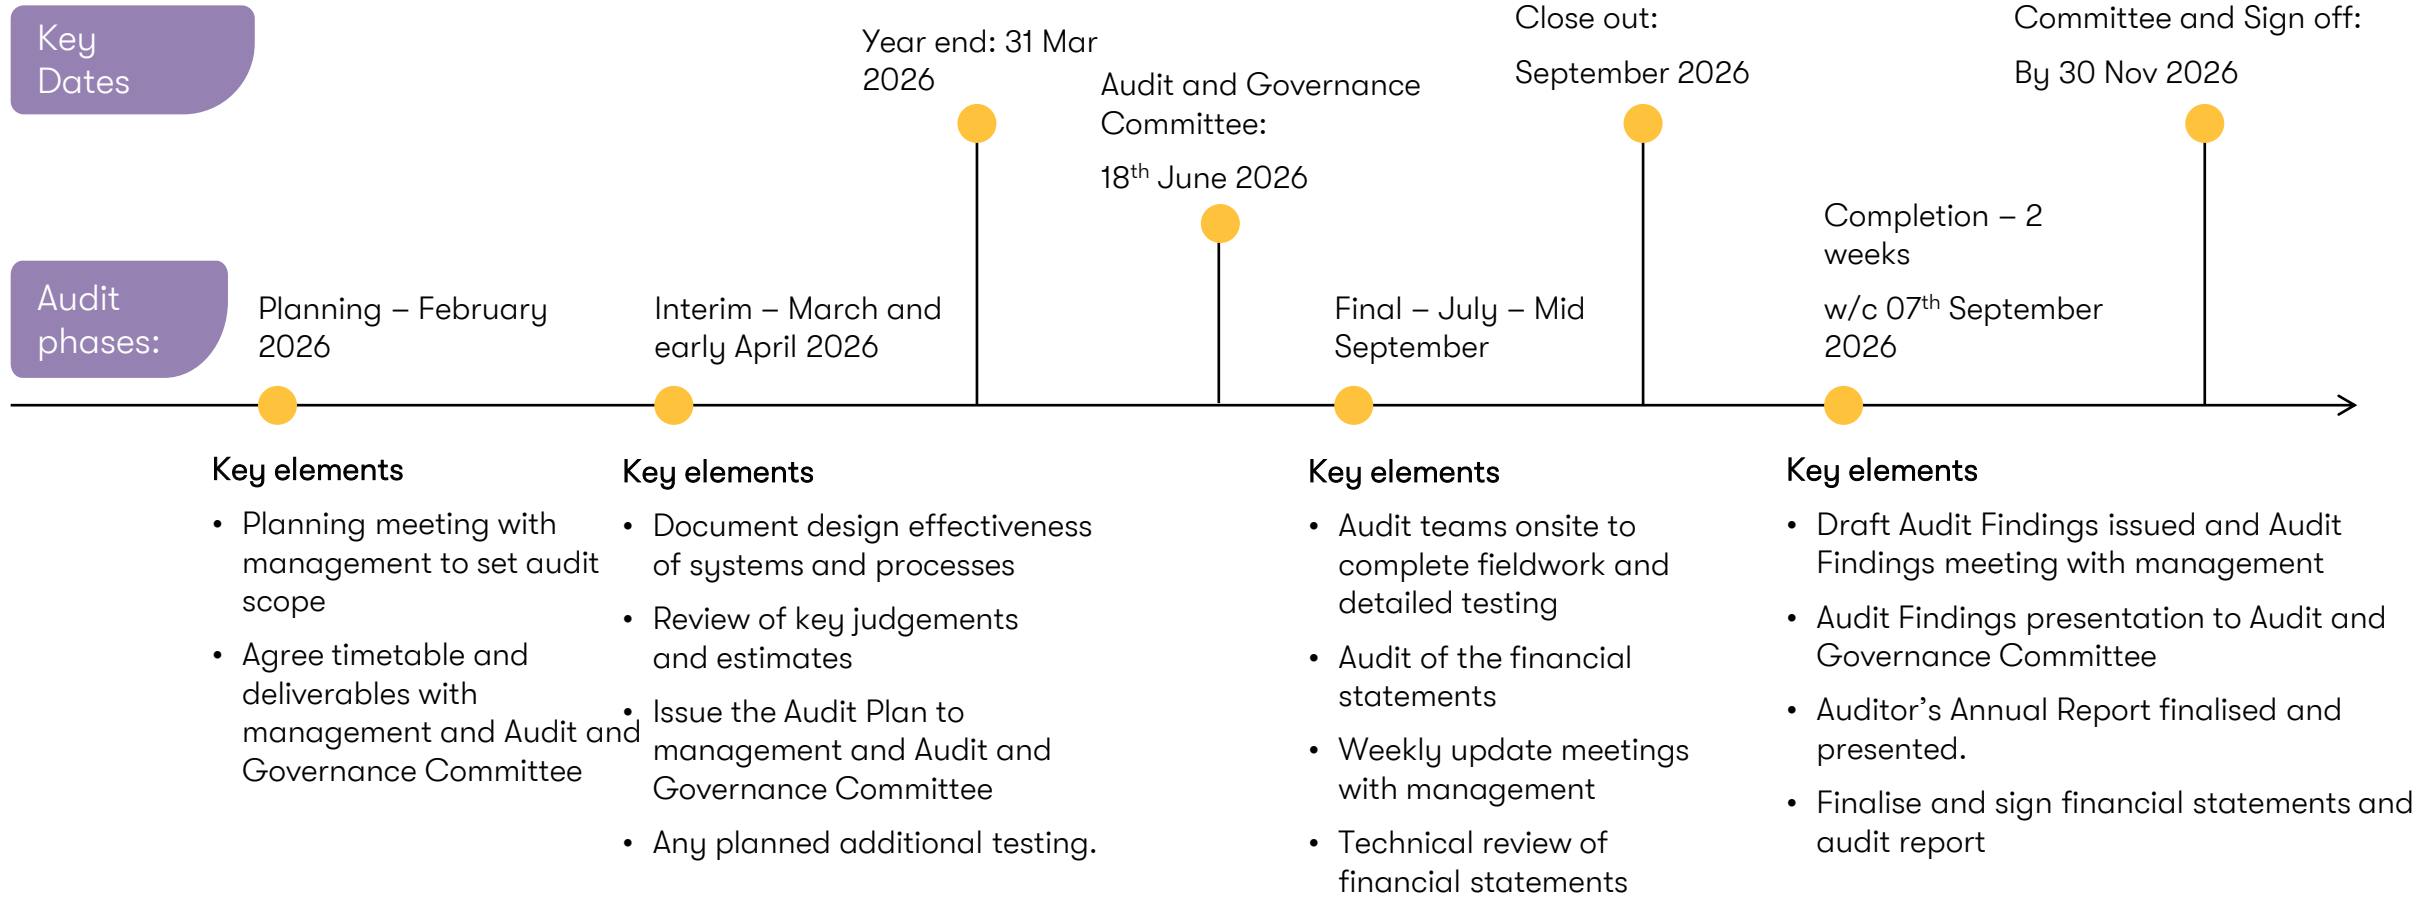 Key
Dates
Year end: 31 Mar
2026
Audit and Governance
Committee:
18th June 2026
Close out:
September 2026
Committee and Sign off:
By 30 Nov 2026
Audit
phases:
Planning – February
2026
Interim – March and
early April 2026
Final – July – Mid
September
Completion – 2
weeks
w/c 07th September
2026
Key elements
• Planning meeting with
management to set audit
scope
• Agree timetable and
deliverables with
management and Audit and
Governance Committee
Key elements
• Document design effectiveness
of systems and processes
• Review of key judgements
and estimates
• Issue the Audit Plan to
management and Audit and
Governance Committee
• Any planned additional testing.
Key elements
• Audit teams onsite to
complete fieldwork and
detailed testing
• Audit of the financial
statements
• Weekly update meetings
with management
• Technical review of
financial statements
Key elements
• Draft Audit Findings issued and Audit
Findings meeting with management
• Audit Findings presentation to Audit and
Governance Committee
• Auditor’s Annual Report finalised and
presented.
• Finalise and sign financial statements and
audit report